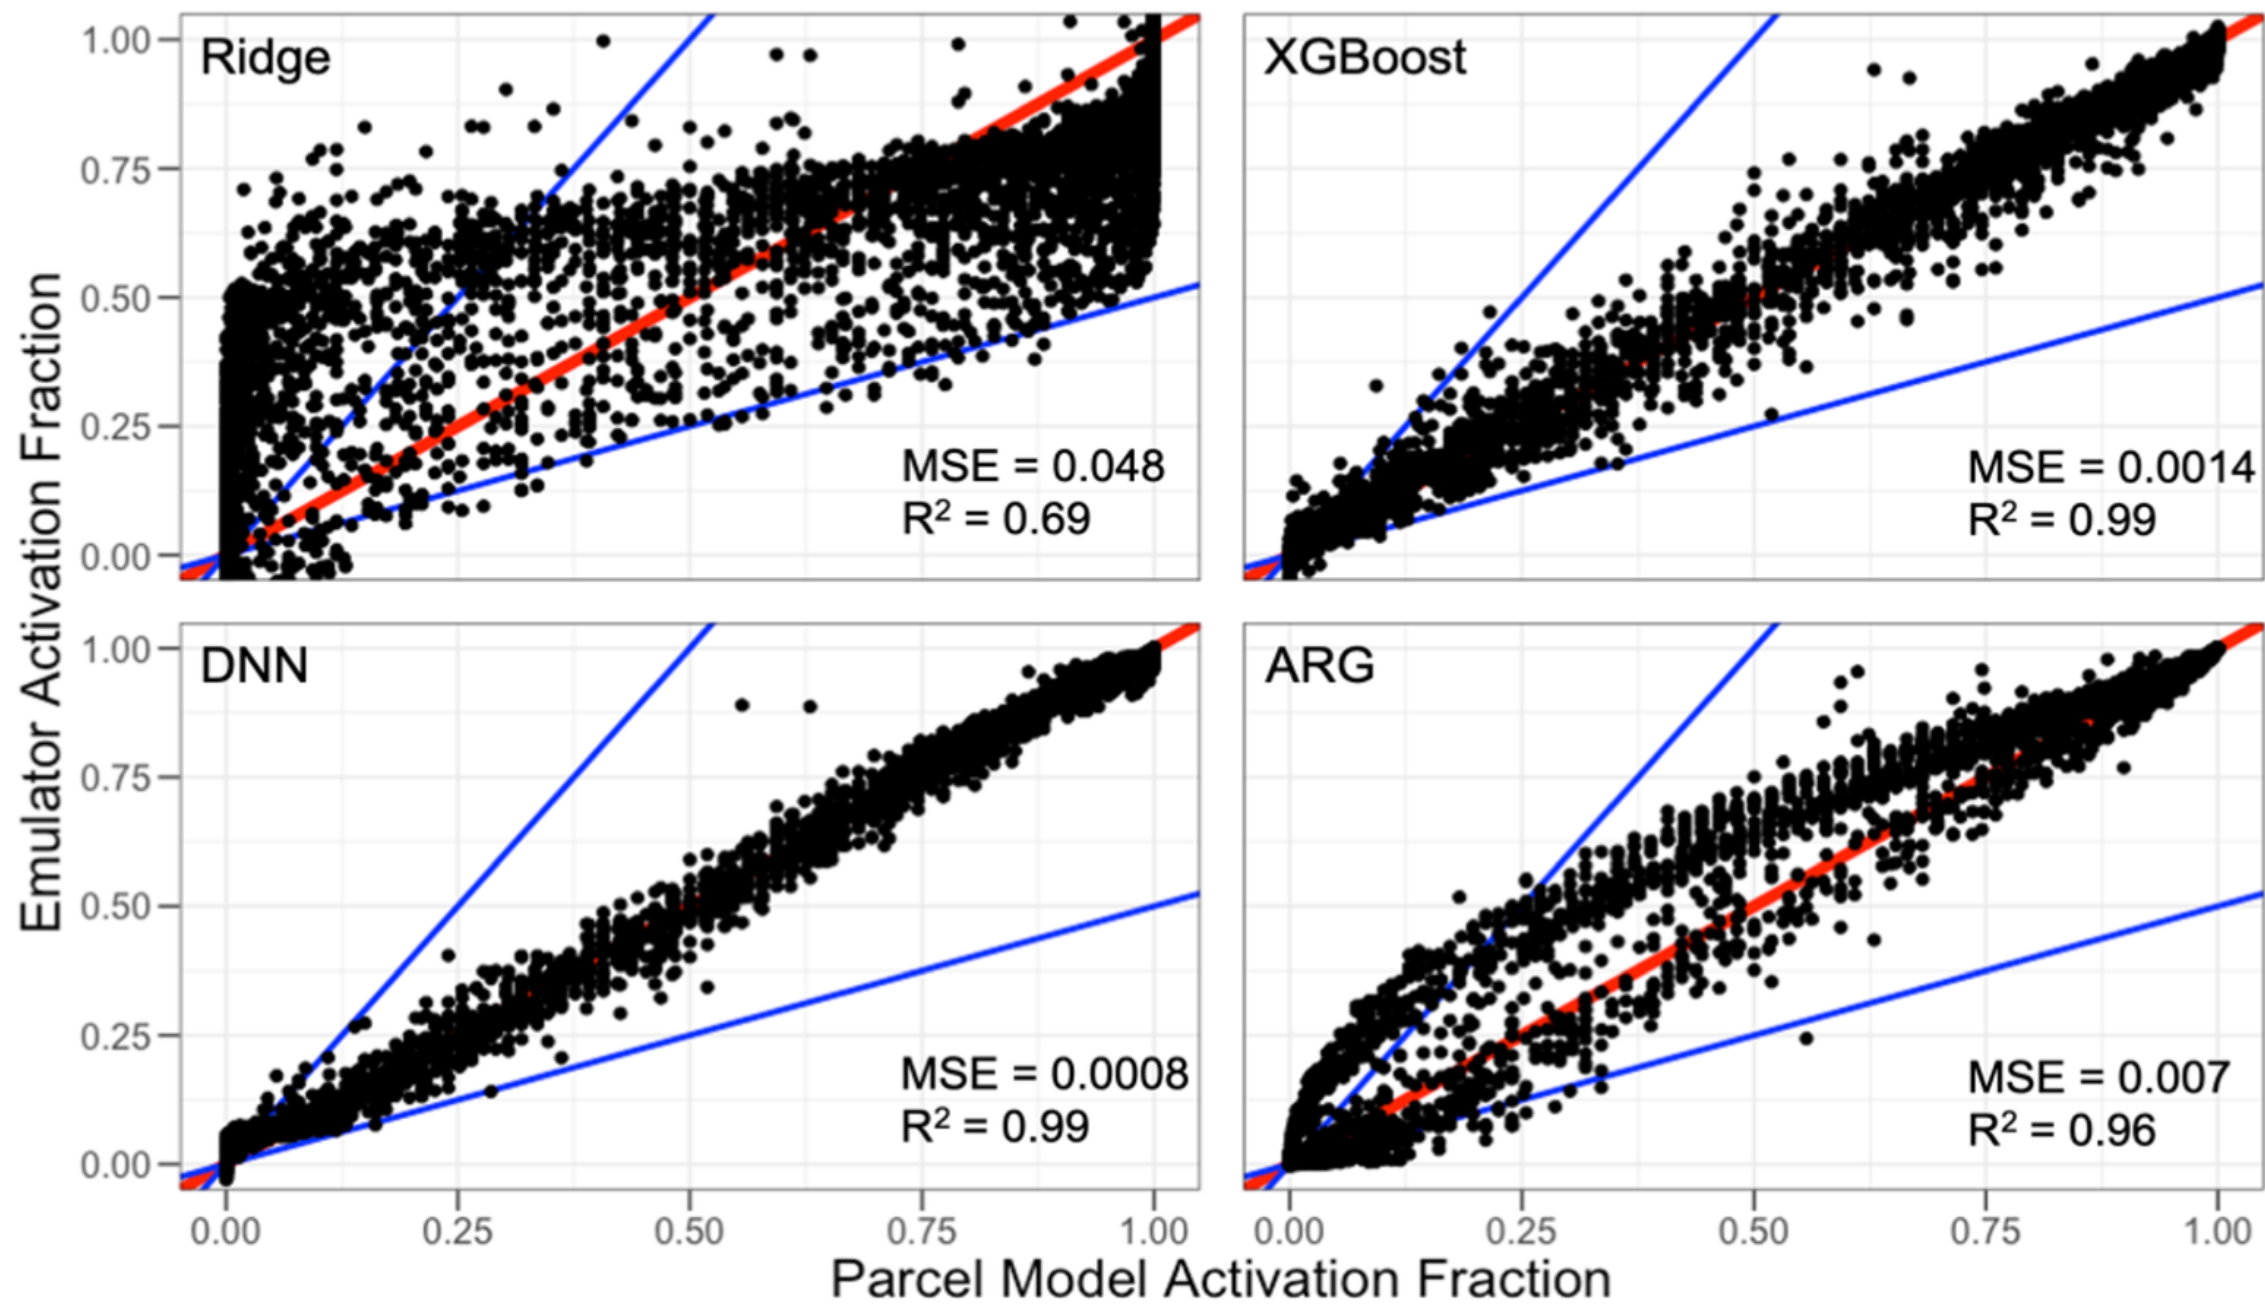 Emulator Activation Fraction
Ridge
1.00
0.75
0.50
0.25
0.00
MSE = 0.048
R² = 0.69
XGBoost
MSE = 0.0014
R² = 0.99
DNN
1.00
0.75
0.50
0.25
0.00
MSE = 0.0008
R² = 0.99
ARG
MSE = 0.007
R² = 0.96
0.00 0.25 0.50 0.75 1.00
0.00 0.25 0.50 0.75 1.00
Parcel Model Activation Fraction